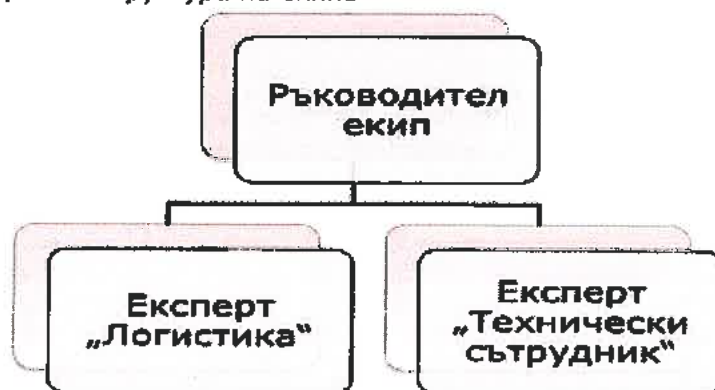 Ръководител
екип
Експерт
„Логистика“
Експерт
„Технически
сътрудник“